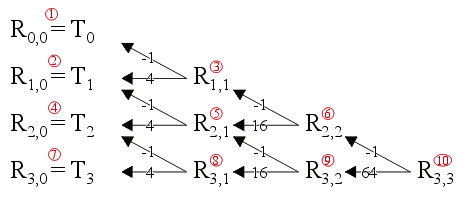 R0,0 ①= T0
-1
R1,0 ②= T1 4 R1,1 ③
-1 -1
R2,0 ④= T2 4 R2,1 ⑤ 16 R2,2 ⑥
-1 -1 -1
R3,0 ⑦= T3 4 R3,1 ⑧ 16 R3,2 ⑨ 64 R3,3 ⑩